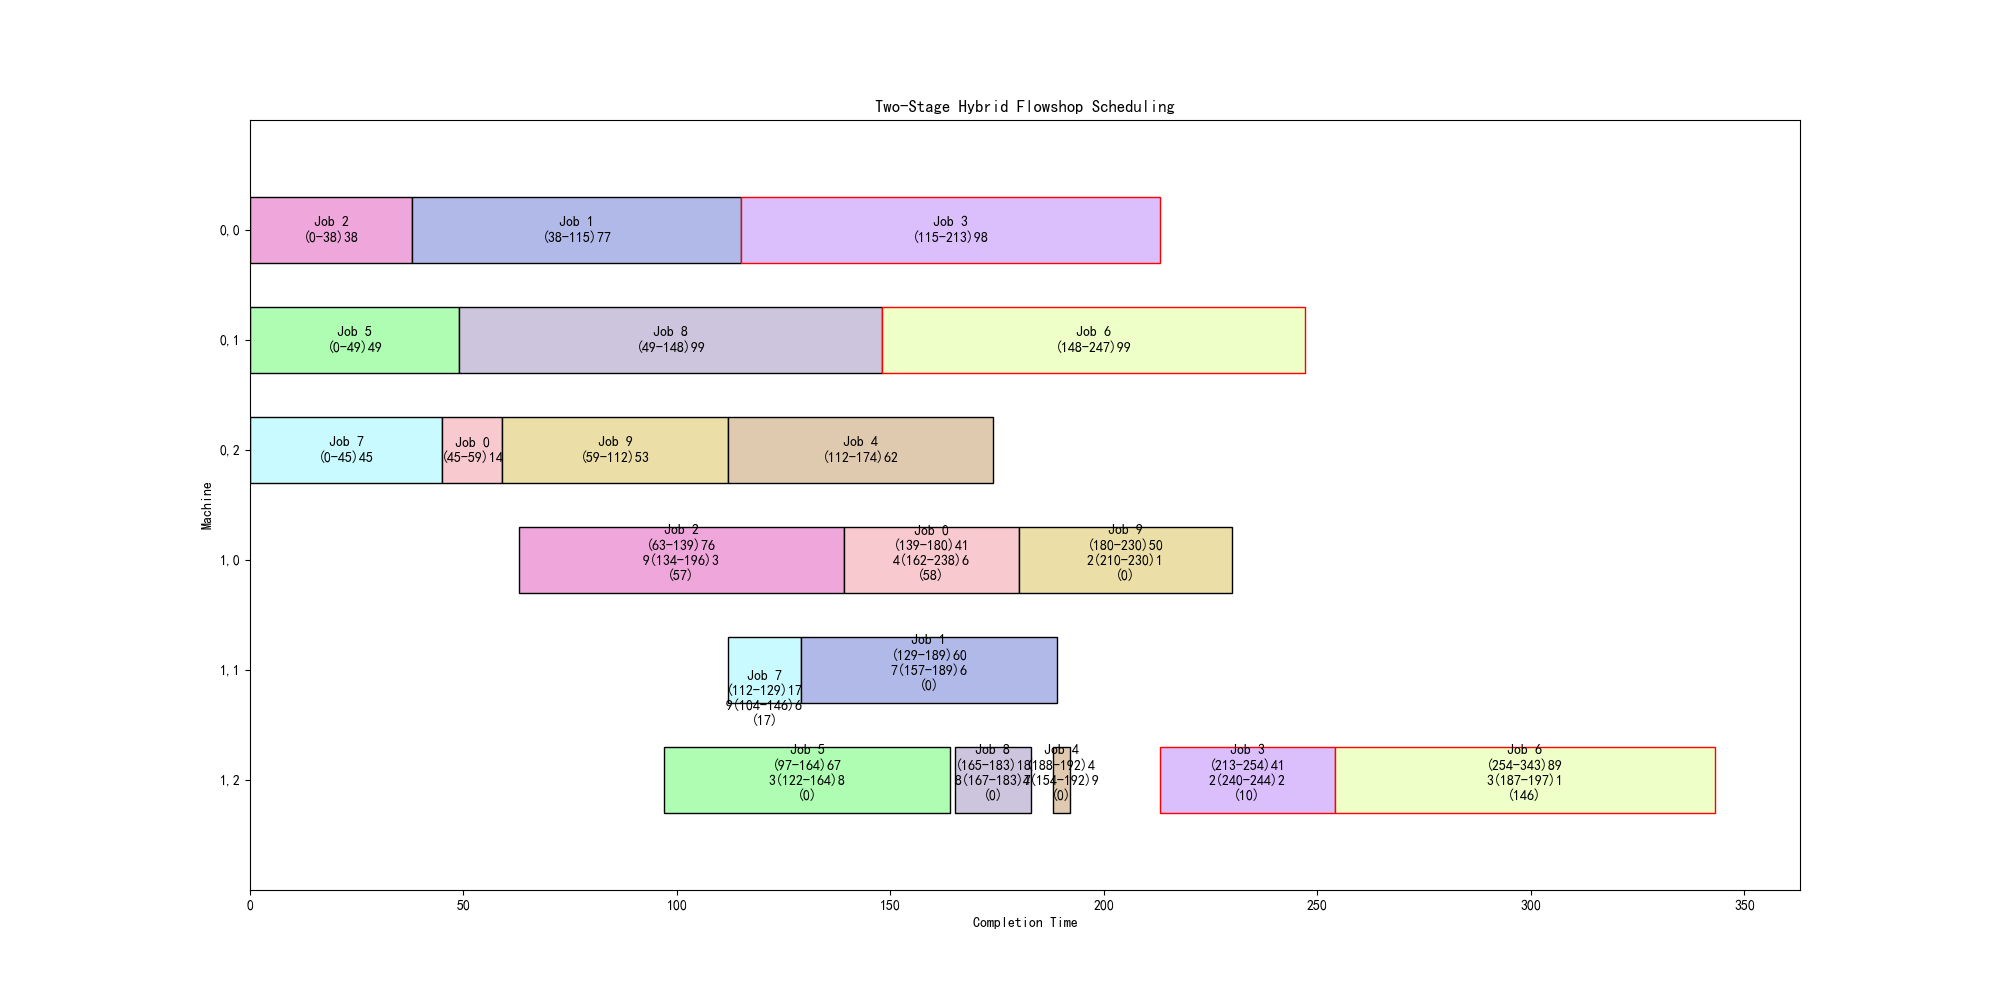 Two-Stage Hybrid Flowshop Scheduling
Machine
0,0
Job 2
(0-38)38
Job 1
(38-115)77
Job 3
(115-213)98
0,1
Job 5
(0-49)49
Job 8
(49-148)99
Job 6
(148-247)99
0,2
Job 7
(0-45)45
Job 0
(45-59)14
Job 9
(59-112)53
Job 4
(112-174)62
1,0
Job 2
(63-139)76
9(134-196)3
(57)
Job 0
(139-180)41
4(162-238)6
(58)
Job 9
(180-230)50
2(210-230)1
(0)
1,1
Job 7
(112-129)17
9(104-146)6
(17)
Job 1
(129-189)60
7(157-189)6
(0)
1,2
Job 5
(97-164)67
3(122-164)8
(0)
Job 8
(165-183)18
8(167-183)4
(0)
Job 4
(188-192)4
7(154-192)9
(0)
Job 3
(213-254)41
2(240-244)2
(10)
Job 6
(254-343)89
3(187-197)1
(146)
0 50 100 150 200 250 300 350
Completion Time